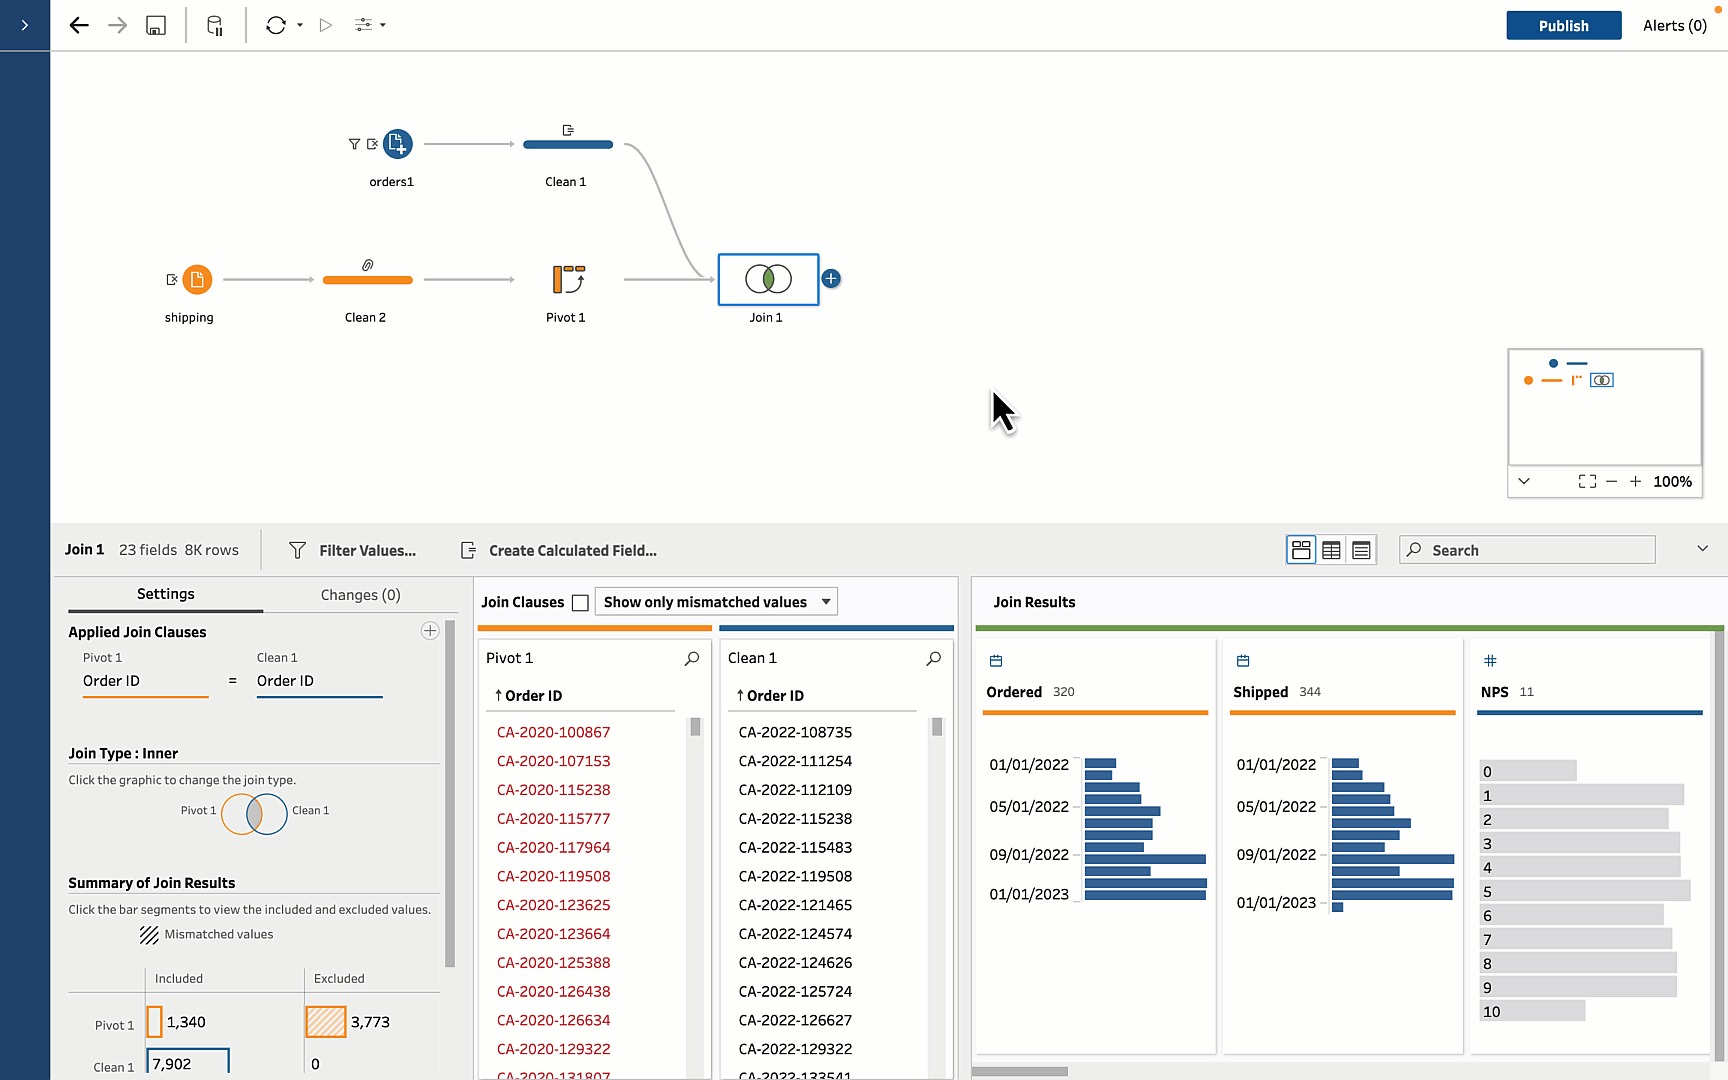 Publish
Alerts (0)
orders1
Clean 1
shipping
Clean 2
Pivot 1
Join 1
100%
Join 1 23 fields 8K rows
Filter Values...
Create Calculated Field...
Search
Settings
Changes (0)
Applied Join Clauses
Pivot 1
Clean 1
Order ID = Order ID
Join Type : Inner
Click the graphic to change the join type.
Pivot 1
Clean 1
Summary of Join Results
Click the bar segments to view the included and excluded values.
Mismatched values
Included
Excluded
Pivot 1 1,340 3,773
Clean 1 7,902 0
Join Clauses
Show only mismatched values
Pivot 1
Order ID
CA-2020-100867
CA-2020-107153
CA-2020-115238
CA-2020-115777
CA-2020-117964
CA-2020-119508
CA-2020-123625
CA-2020-123664
CA-2020-125388
CA-2020-126438
CA-2020-126634
CA-2020-129322
CA-2020-131807
Clean 1
Order ID
CA-2022-108735
CA-2022-111254
CA-2022-112109
CA-2022-115238
CA-2022-115483
CA-2022-119508
CA-2022-121465
CA-2022-124574
CA-2022-124626
CA-2022-125724
CA-2022-126627
CA-2022-129322
CA-2022-133541
Join Results
Ordered 320
01/01/2022
05/01/2022
09/01/2022
01/01/2023
Shipped 344
01/01/2022
05/01/2022
09/01/2022
01/01/2023
NPS 11
0
1
2
3
4
5
6
7
8
9
10